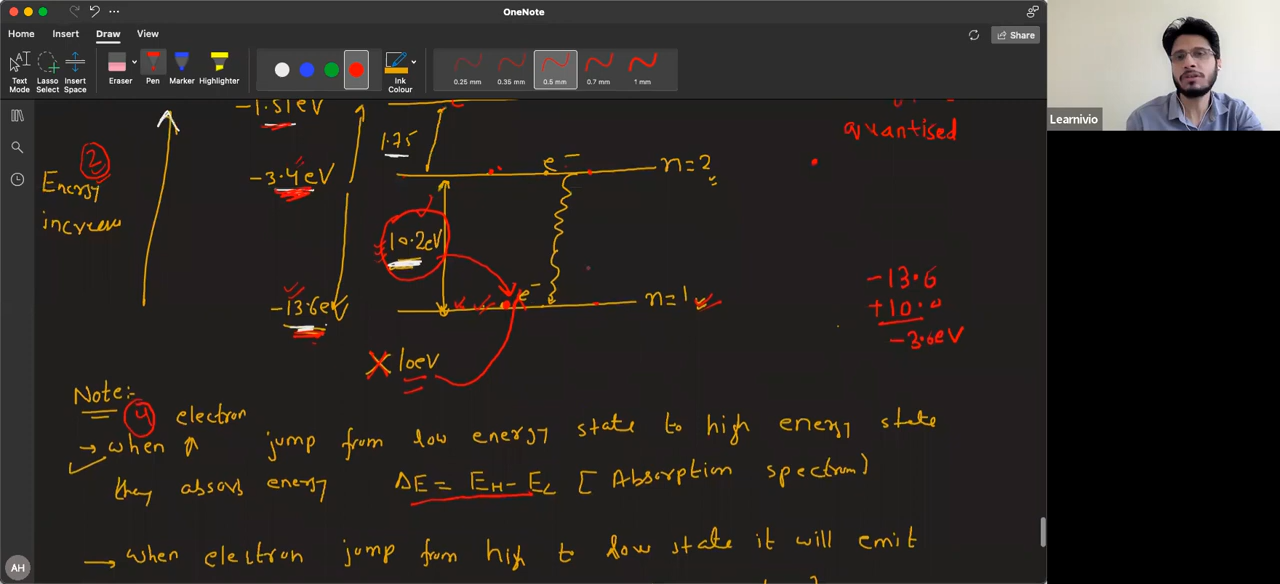 OneNote
Home Insert Draw View
Share
Text Mode
Lasso Select
Insert Space
Eraser
Pen
Marker
Highlighter
Ink Colour
0.25 mm
0.35 mm
0.5 mm
0.7 mm
1 mm
Learnivio
-1.51eV
quantised
1.75
2
-3.4eV
e-
n=2
Energy
increase
10.2eV
-13.6eV
e-
n=1
-13.6
+10.0
-3.6eV
X 10eV
Note:-
4 electron
→ when ↑ jump from low energy state to high energy state
they absorb energy ΔE = EH - EL [Absorption spectrum]
→ when electron jump from high to low state it will emit
AH